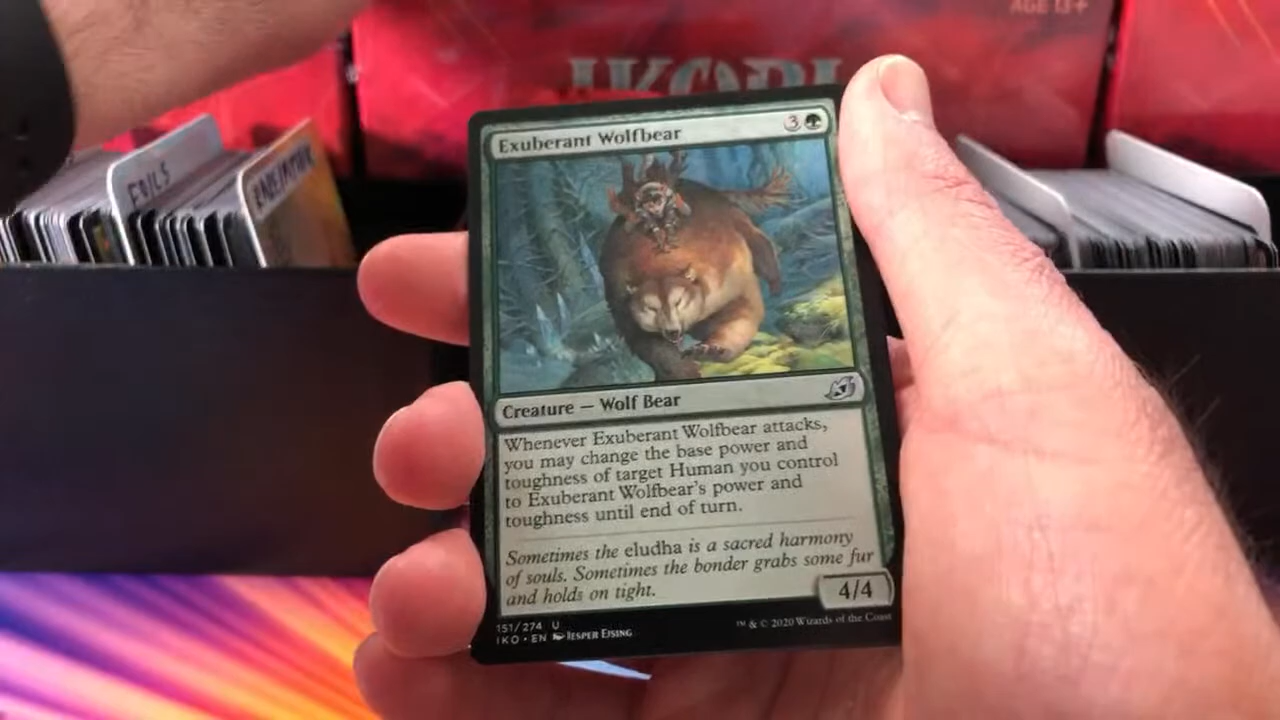 AGE 13+
IKORI
FOILS
Exuberant Wolfbear
3
Creature — Wolf Bear
Whenever Exuberant Wolfbear attacks,
you may change the base power and
toughness of target Human you control
to Exuberant Wolfbear's power and
toughness until end of turn.
Sometimes the eludha is a sacred harmony
of souls. Sometimes the bonder grabs some fur
and holds on tight.
4/4
151/274 U
IKO • EN JESPER EJSING
™ & © 2020 Wizards of the Coast